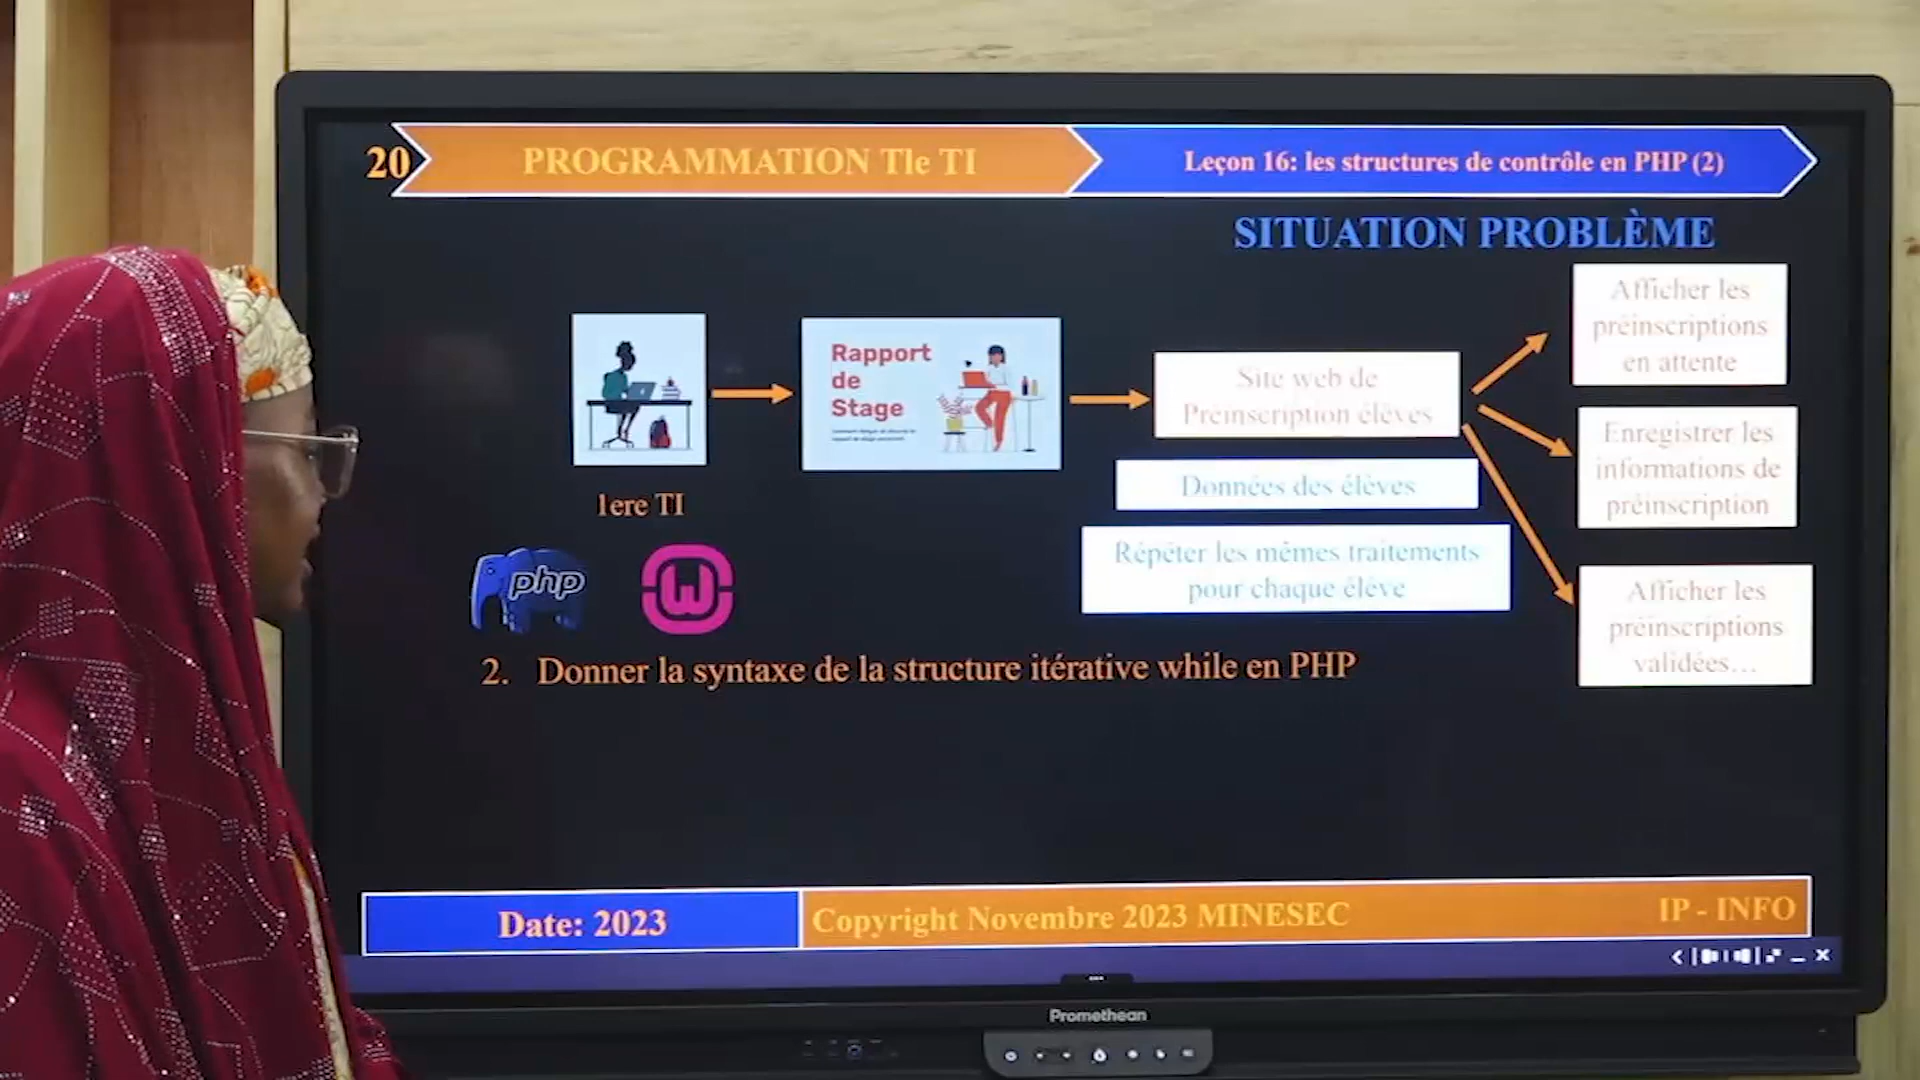 20
PROGRAMMATION Tle TI
Leçon 16: les structures de contrôle en PHP (2)
SITUATION PROBLÈME
Rapport
de
Stage
1ere TI
php
W
Site web de
Préinscription élèves
Données des élèves
Répéter les mêmes traitements
pour chaque élève
Afficher les
préinscriptions
en attente
Enregistrer les
informations de
préinscription
Afficher les
préinscriptions
validées...
2. Donner la syntaxe de la structure itérative while en PHP
Date: 2023
Copyright Novembre 2023 MINESEC
IP - INFO
Promethean